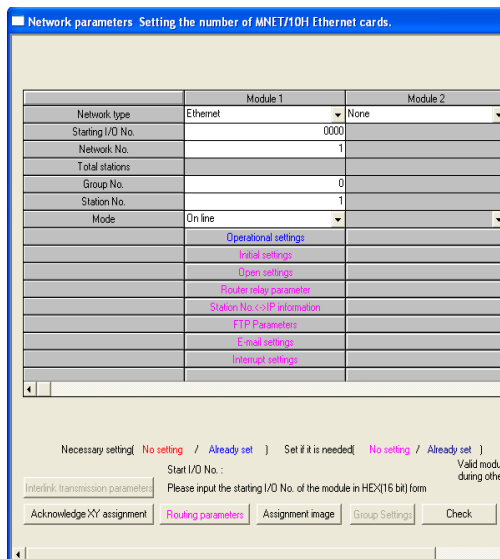 Network parameters Setting the number of MNET/10H Ethernet cards.
Module 1 Module 2
Network type Ethernet None
Starting I/O No. 0000
Network No. 1
Total stations
Group No. 0
Station No. 1
Mode On line
Operational settings
Initial settings
Open settings
Router relay parameter
Station No.<->IP information
FTP Parameters
E-mail settings
Interrupt settings
Necessary setting( No setting / Already set ) Set if it is needed( No setting / Already set )
Start I/O No. : Valid modu
during othe
Interlink transmission parameters Please input the starting I/O No. of the module in HEX(16 bit) form
Acknowledge XY assignment Routing parameters Assignment image Group Settings Check